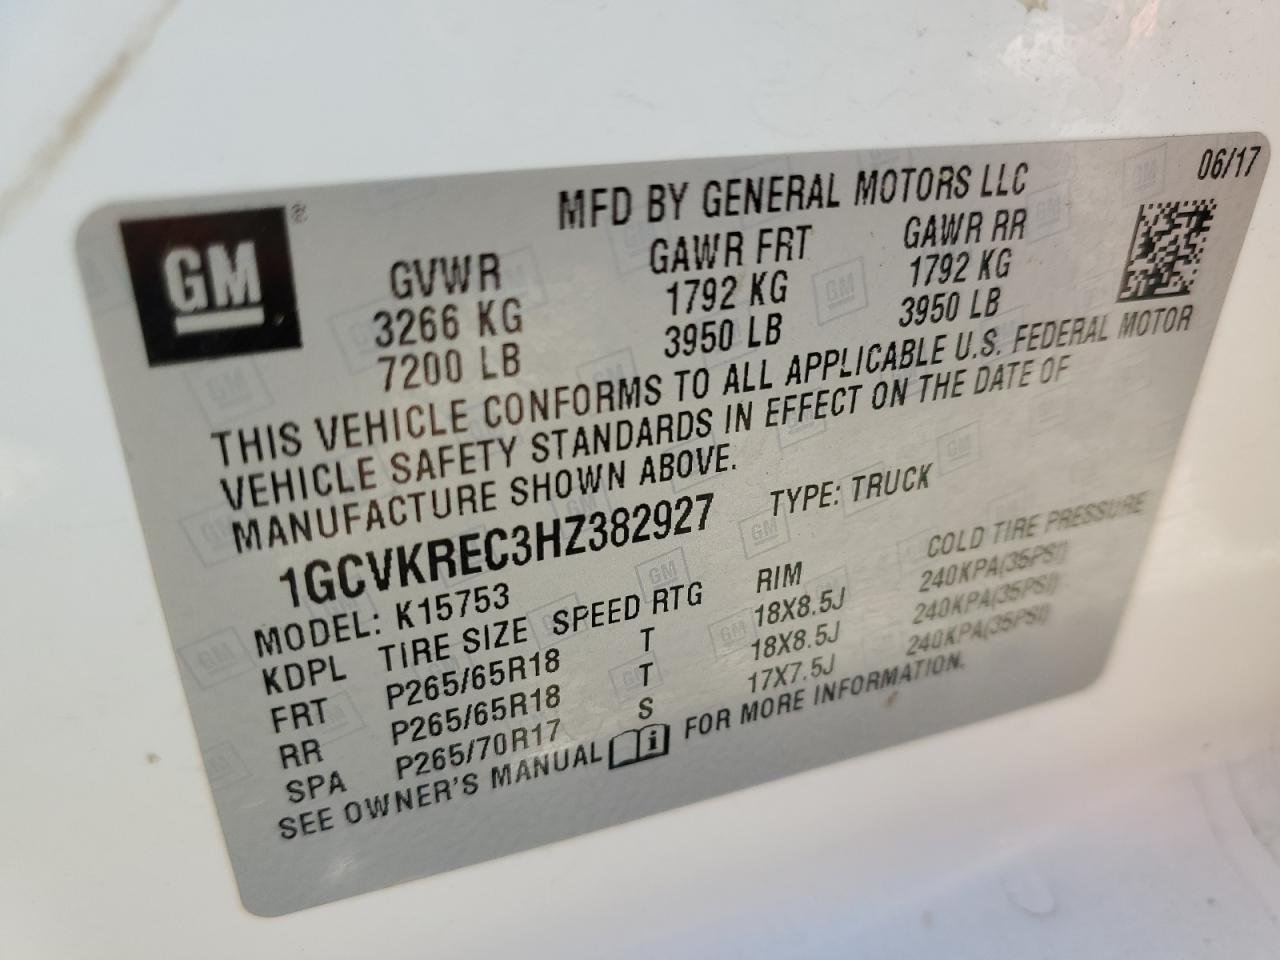 06/17
GM ®
MFD BY GENERAL MOTORS LLC
GVWR GAWR FRT GAWR RR
3266 KG 1792 KG 1792 KG
7200 LB 3950 LB 3950 LB
THIS VEHICLE CONFORMS TO ALL APPLICABLE U.S. FEDERAL MOTOR
VEHICLE SAFETY STANDARDS IN EFFECT ON THE DATE OF
MANUFACTURE SHOWN ABOVE.
1GCVKREC3HZ382927 TYPE: TRUCK
MODEL: K15753
KDPL TIRE SIZE SPEED RTG RIM COLD TIRE PRESSURE
FRT P265/65R18 T 18X8.5J 240KPA(35PSI)
RR P265/65R18 T 18X8.5J 240KPA(35PSI)
SPA P265/70R17 S 17X7.5J 240KPA(35PSI)
SEE OWNER'S MANUAL FOR MORE INFORMATION.